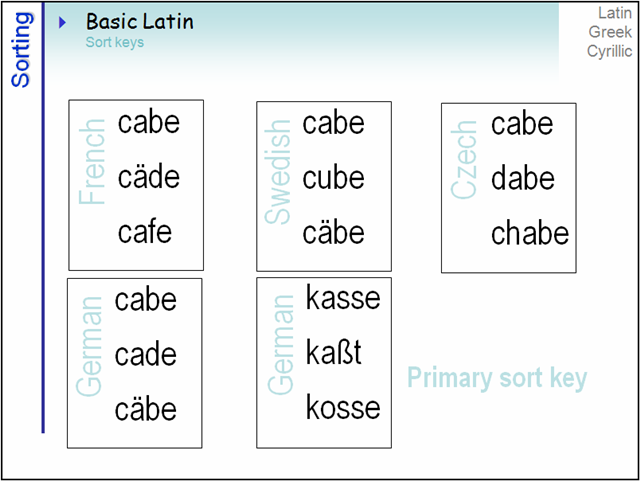 Sorting
Basic Latin
Sort keys
Latin
Greek
Cyrillic
French
cabe
cäde
cafe
Swedish
cabe
cube
cäbe
Czech
cabe
dabe
chabe
German
cabe
cade
cäbe
German
kasse
kaßt
kosse
Primary sort key